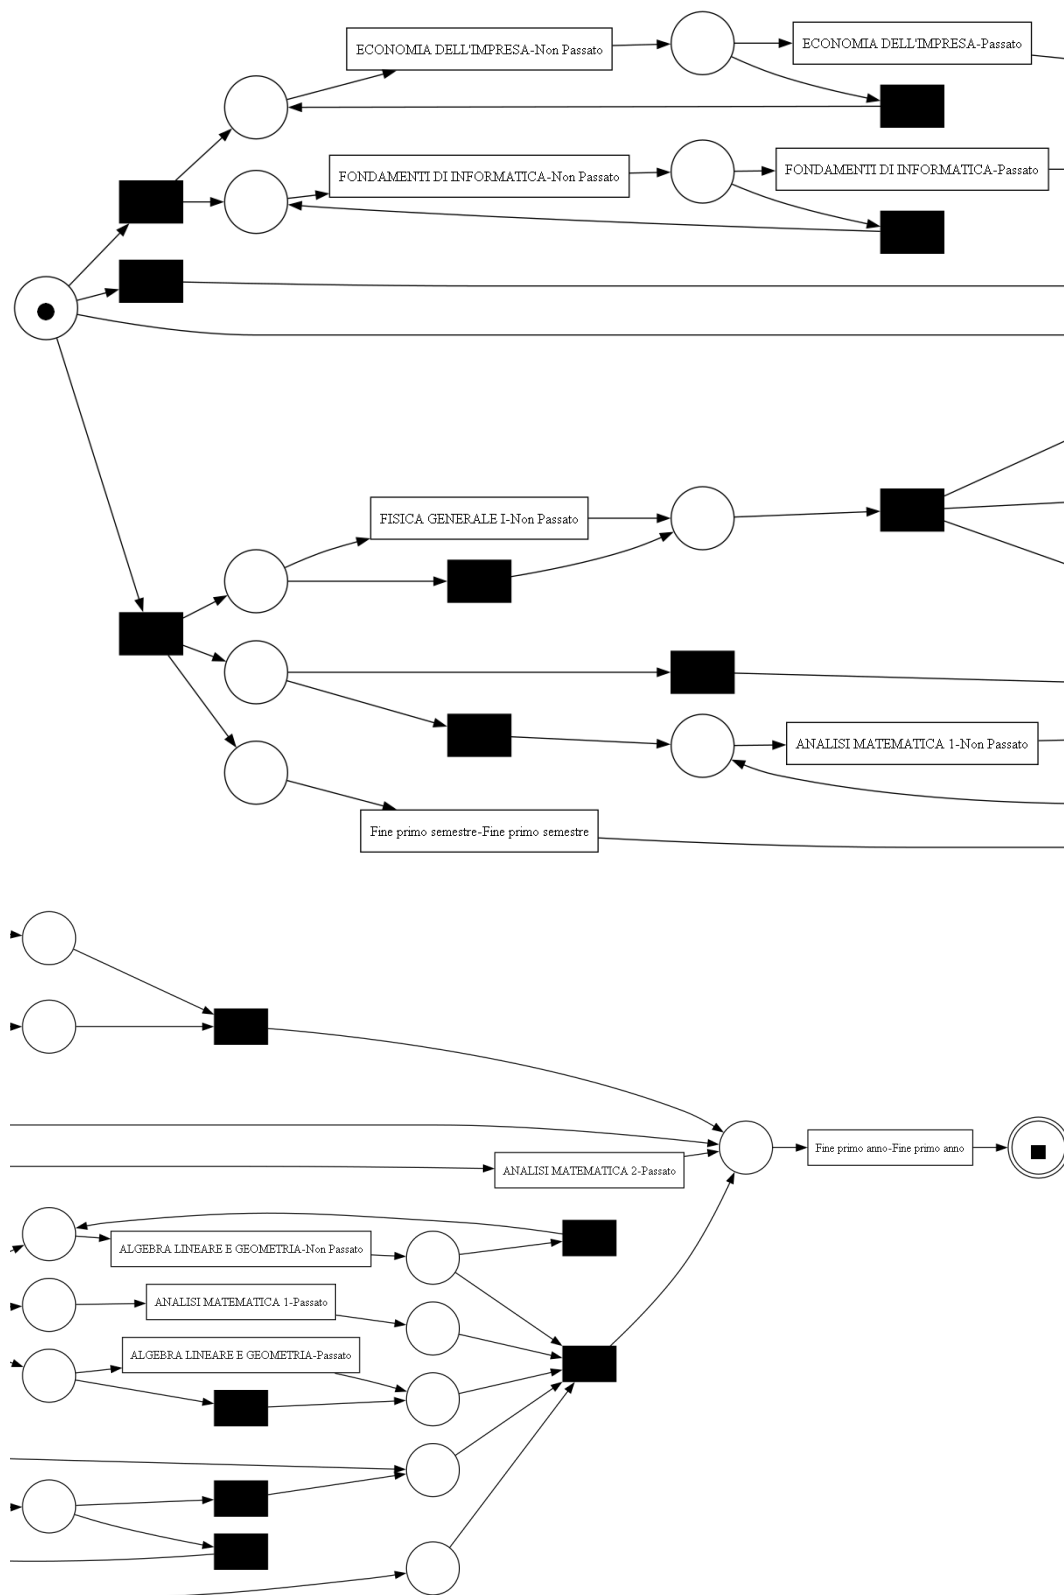 ECONOMIA DELL'IMPRESA-Non Passato
ECONOMIA DELL'IMPRESA-Passato
FONDAMENTI DI INFORMATICA-Non Passato
FONDAMENTI DI INFORMATICA-Passato
FISICA GENERALE I-Non Passato
ANALISI MATEMATICA 1-Non Passato
Fine primo semestre-Fine primo semestre
Fine primo anno-Fine primo anno
ANALISI MATEMATICA 2-Passato
ALGEBRA LINEARE E GEOMETRIA-Non Passato
ANALISI MATEMATICA 1-Passato
ALGEBRA LINEARE E GEOMETRIA-Passato